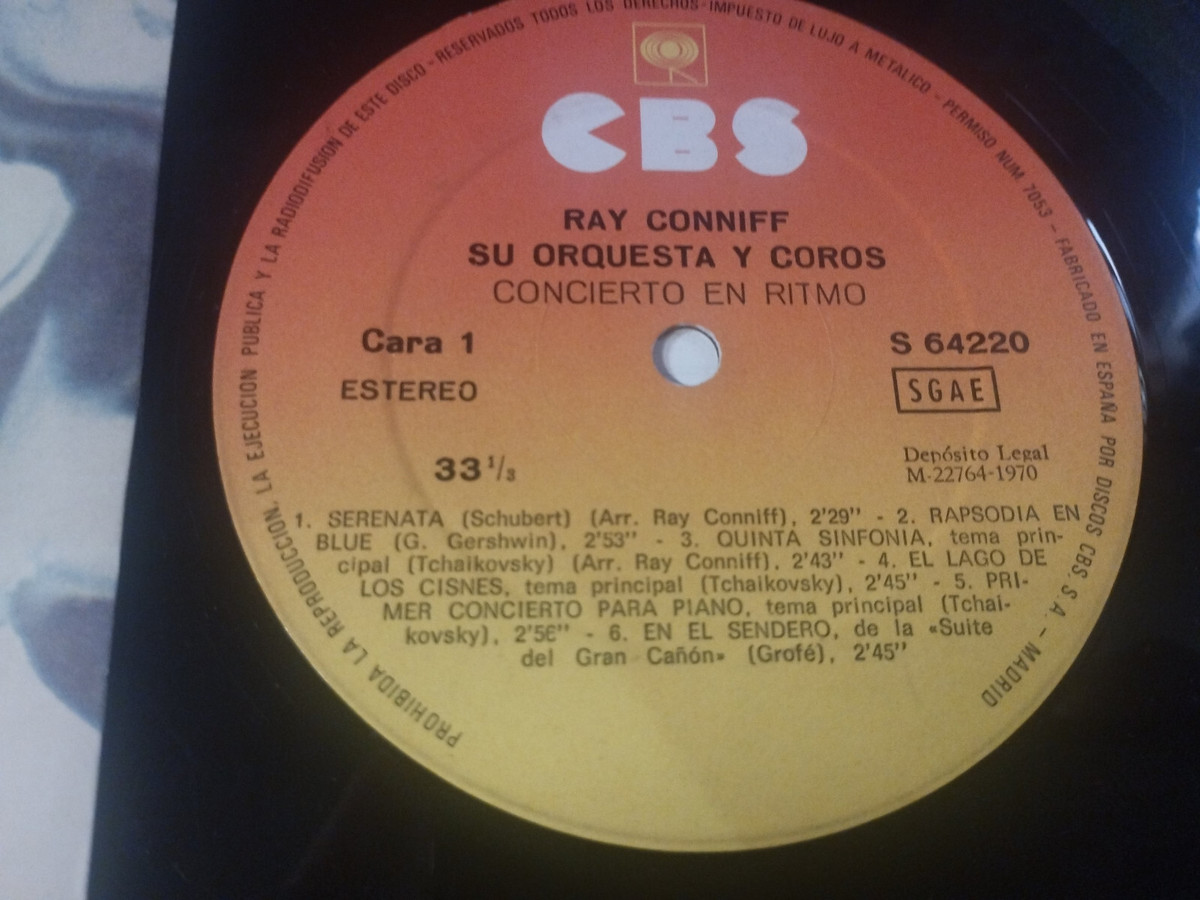 PROHIBIDA LA REPRODUCCION, LA EJECUCION PUBLICA Y LA RADIODIFUSION DE ESTE DISCO - RESERVADOS TODOS LOS DERECHOS - IMPUESTO DE LUJO A METALICO - PERMISO NUM. 7053 - FABRICADO EN ESPAÑA POR DISCOS CBS, S. A. - MADRID
CBS
RAY CONNIFF
SU ORQUESTA Y COROS
CONCIERTO EN RITMO
Cara 1
S 64220
ESTEREO
SGAE
33 1/3
Depósito Legal
M-22764-1970
1. SERENATA (Schubert) (Arr. Ray Conniff), 2'29'' - 2. RAPSODIA EN
BLUE (G. Gershwin), 2'53'' - 3. QUINTA SINFONIA, tema prin-
cipal (Tchaikovsky) (Arr. Ray Conniff), 2'43'' - 4. EL LAGO DE
LOS CISNES, tema principal (Tchaikovsky), 2'45'' - 5. PRI-
MER CONCIERTO PARA PIANO, tema principal (Tchai-
kovsky), 2'56'' - 6. EN EL SENDERO, de la «Suite
del Gran Cañón» (Grofé), 2'45''